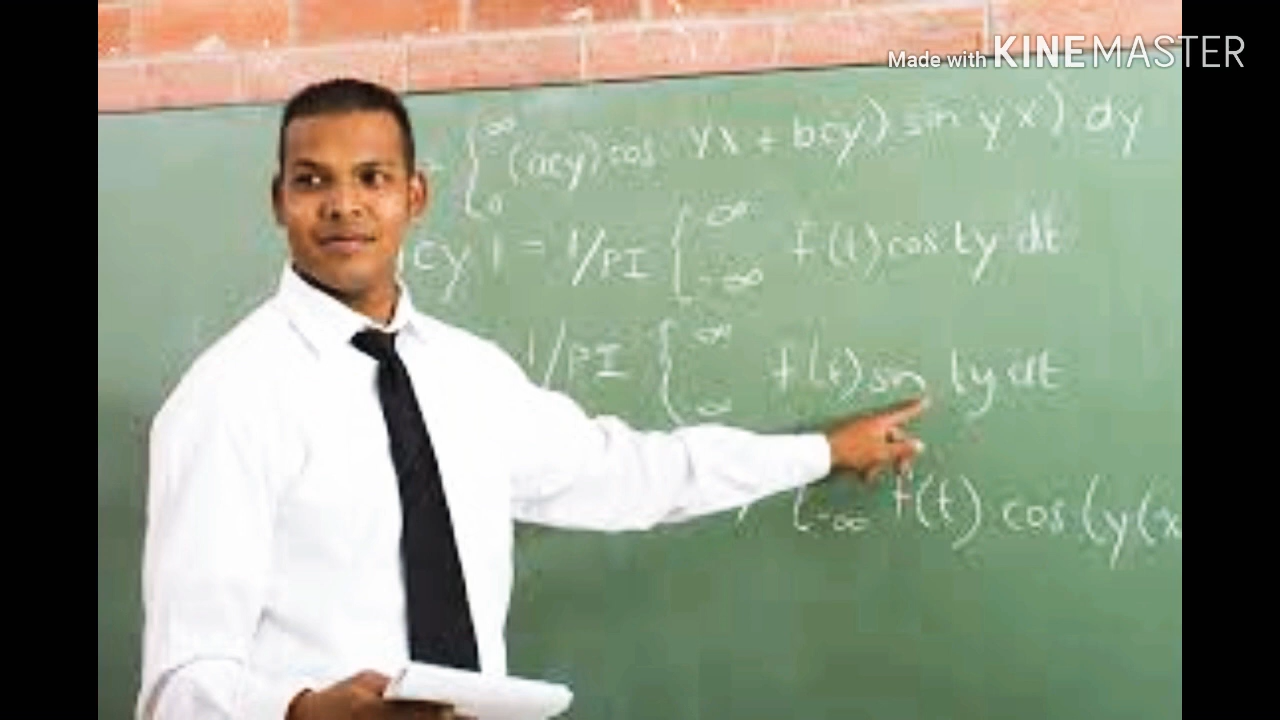 Made with KINEMASTER
∞
{ (acy) cos yx + bcy) sin yx) dy
0
cy 1 = 1/PI { f(t) cos ty dt
∞
-∞
1/PI { f(t) sin ty dt
∞
∞
{ -∞ f(t) cos (y(x